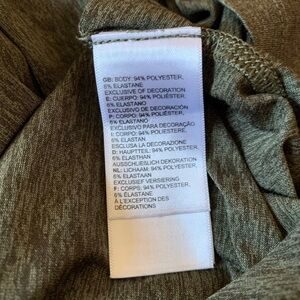 GB: BODY: 94% POLYESTER,
6% ELASTANE
EXCLUSIVE OF DECORATION
E: CUERPO: 94% POLIÉSTER,
6% ELASTANO
EXCLUSIVO DE DECORACIÓN
P: CORPO: 94% POLIÉSTER,
6% ELASTANO
EXCLUSIVO PARA DECORAÇÃO
I: CORPO: 94% POLIESTERE,
6% ELASTAN
ESCLUSA LA DECORAZIONE
D: HAUPTTEIL: 94% POLYESTER,
6% ELASTHAN
AUSSCHLIESSLICH DEKORATION
NL: LICHAAM: 94% POLYESTER,
6% ELASTAAN
EXCLUSIEF VERSIERING
F: CORPS: 94% POLYESTER,
6% ÉLASTANE
À L'EXCEPTION DES
DÉCORATIONS